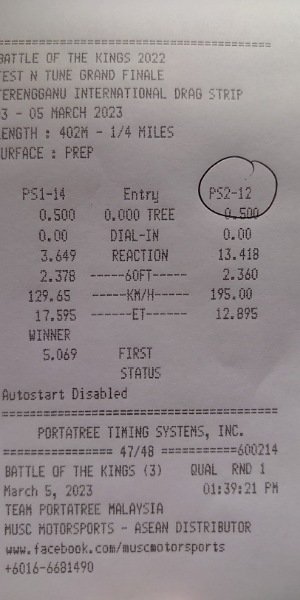 BATTLE OF THE KINGS 2022
TEST N TUNE GRAND FINALE
TERENGGANU INTERNATIONAL DRAG STRIP
3 - 05 MARCH 2023
LENGTH : 402M - 1/4 MILES
SURFACE : PREP
PS1-14 Entry PS2-12
0.500 0.000 TREE 0.500
0.00 DIAL-IN 0.00
3.649 REACTION 13.418
2.378 ------60FT------ 2.360
129.65 ------KM/H------ 195.00
17.595 ------ET------ 12.895
WINNER
5.069 FIRST
STATUS
Autostart Disabled
PORTATREE TIMING SYSTEMS, INC.
================ 47/48 ===========600214
BATTLE OF THE KINGS (3) QUAL RND 1
March 5, 2023 01:39:21 PM
TEAM PORTATREE MALAYSIA
MUSC MOTORSPORTS - ASEAN DISTRIBUTOR
www.facebook.com/muscmotorsports
+6016-6681490